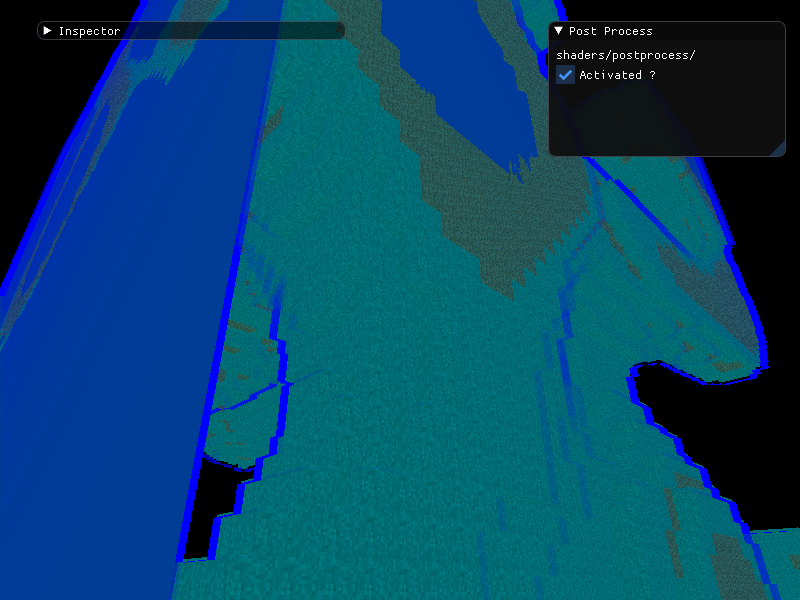 Inspector
Post Process
shaders/postprocess/
Activated ?